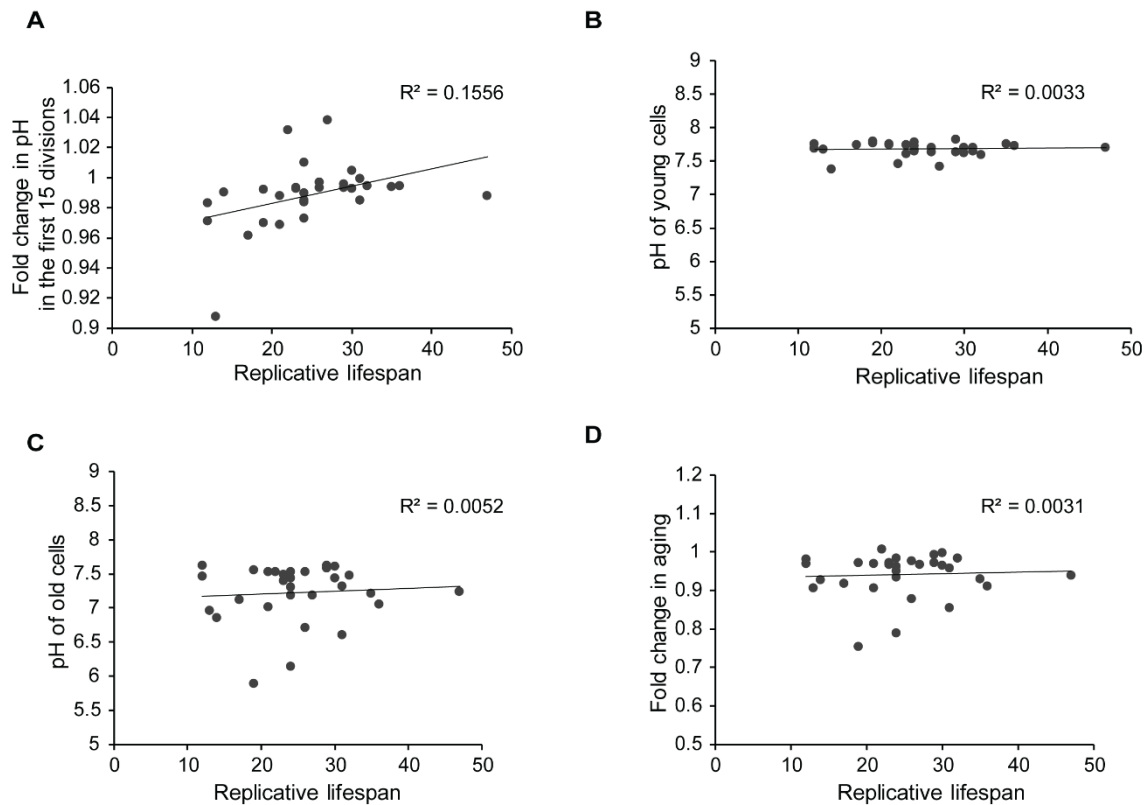 A
R² = 0.1556
Fold change in pH
in the first 15 divisions
1.06
1.04
1.02
1
0.98
0.96
0.94
0.92
0.9
0 10 20 30 40 50
Replicative lifespan
B
R² = 0.0033
pH of young cells
9
8.5
8
7.5
7
6.5
6
5.5
5
0 10 20 30 40 50
Replicative lifespan
C
R² = 0.0052
pH of old cells
9
8.5
8
7.5
7
6.5
6
5.5
5
0 10 20 30 40 50
Replicative lifespan
D
R² = 0.0031
Fold change in aging
1.2
1.1
1
0.9
0.8
0.7
0.6
0.5
0 10 20 30 40 50
Replicative lifespan